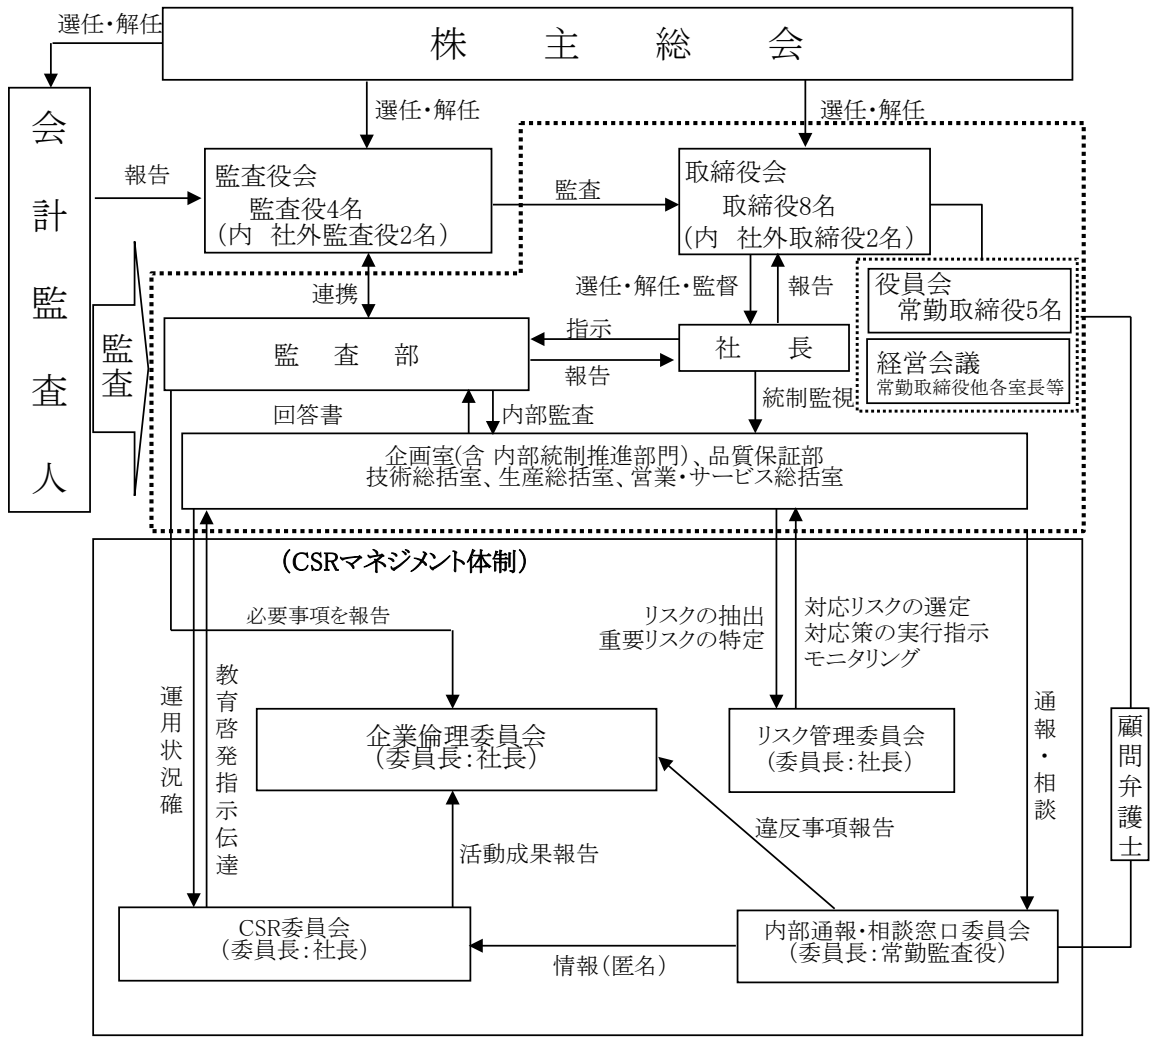 選任・解任
株　主　総　会
選任・解任
選任・解任
会計監査人
報告
監査役会
監査役4名
（内　社外監査役2名）
監査
取締役会
取締役8名
（内　社外取締役2名）
連携
選任・解任・監督
報告
役員会
常勤取締役5名
経営会議
常勤取締役他各室長等
監査
監　査　部
指示
報告
社　長
回答書
内部監査
統制監視
企画室(含 内部統制推進部門)、品質保証部
技術総括室、生産総括室、営業・サービス総括室
（CSRマネジメント体制）
必要事項を報告
リスクの抽出
重要リスクの特定
対応リスクの選定
対応策の実行指示
モニタリング
運用状況確
教育啓発指示伝達
通報・相談
顧問弁護士
企業倫理委員会
（委員長：社長）
リスク管理委員会
（委員長：社長）
違反事項報告
活動成果報告
CSR委員会
（委員長：社長）
情報（匿名）
内部通報・相談窓口委員会
（委員長：常勤監査役）